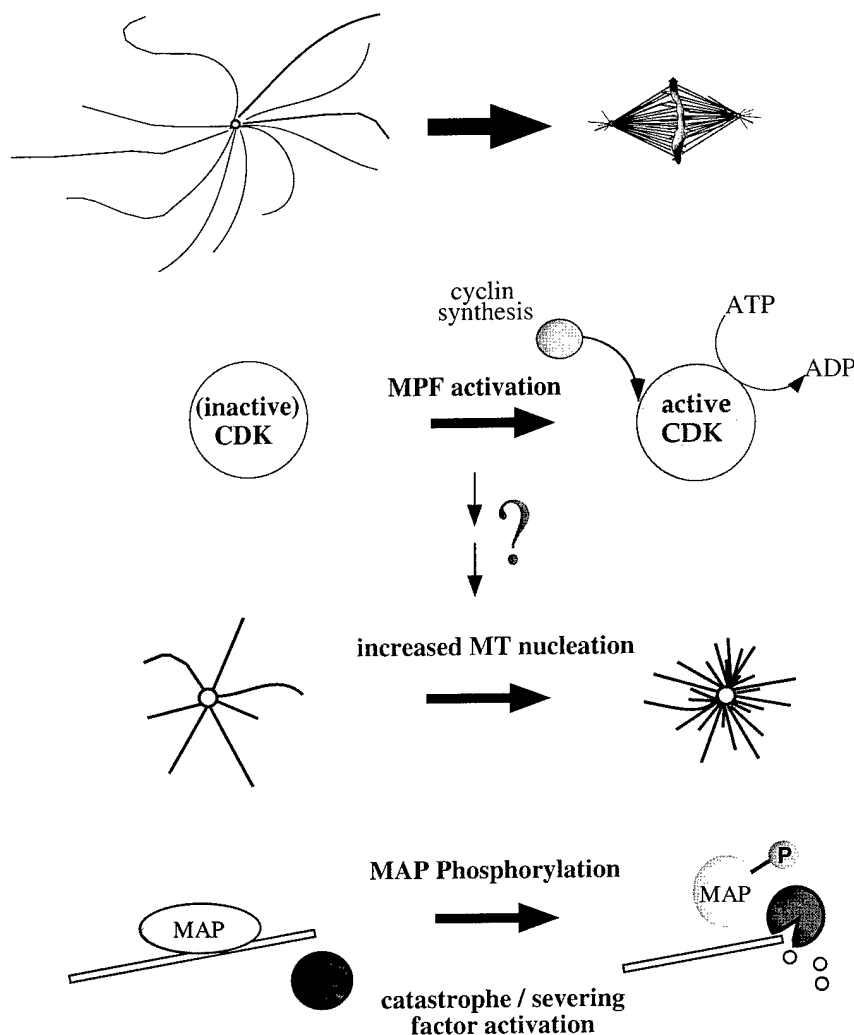 cyclin
synthesis
ATP
ADP
MPF activation
(inactive)
CDK
active
CDK
?
increased MT nucleation
MAP Phosphorylation
P
MAP
MAP
catastrophe / severing
factor activation